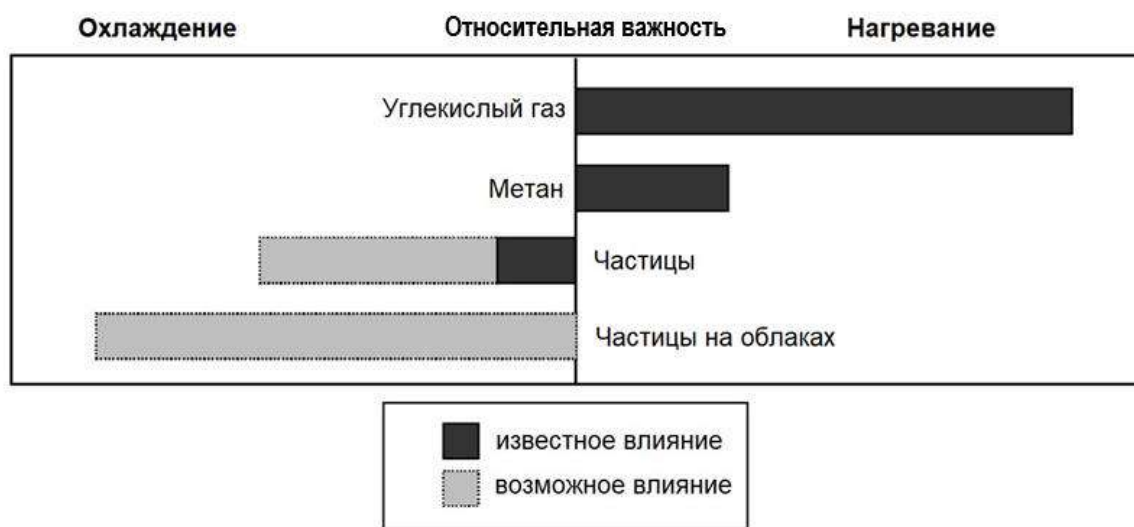 Охлаждение Относительная важность Нагревание
Углекислый газ
Метан
Частицы
Частицы на облаках
известное влияние
возможное влияние